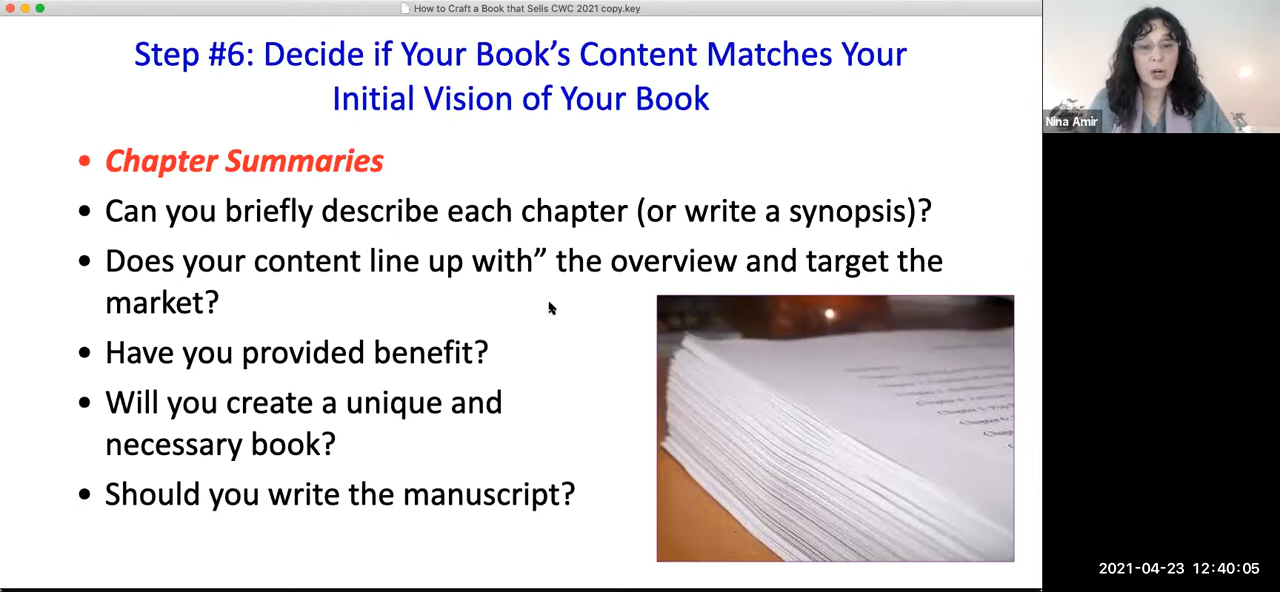 How to Craft a Book that Sells CWC 2021 copy.key
Step #6: Decide if Your Book’s Content Matches Your
Initial Vision of Your Book
• Chapter Summaries
• Can you briefly describe each chapter (or write a synopsis)?
• Does your content line up with” the overview and target the
market?
• Have you provided benefit?
• Will you create a unique and
necessary book?
• Should you write the manuscript?
Nina Amir
2021-04-23 12:40:05